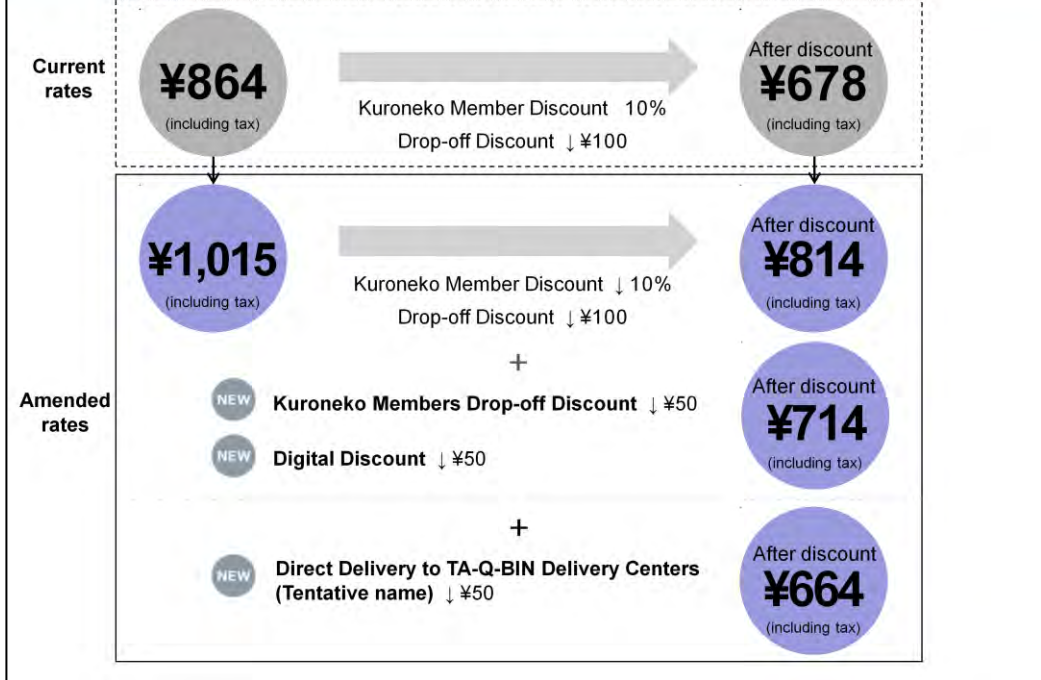 Current
rates
¥864
(including tax)
Kuroneko Member Discount 10%
Drop-off Discount ↓ ¥100
After discount
¥678
(including tax)
Amended
rates
¥1,015
(including tax)
Kuroneko Member Discount ↓ 10%
Drop-off Discount ↓ ¥100
After discount
¥814
(including tax)
+
NEW Kuroneko Members Drop-off Discount ↓ ¥50
NEW Digital Discount ↓ ¥50
After discount
¥714
(including tax)
+
NEW Direct Delivery to TA-Q-BIN Delivery Centers
(Tentative name) ↓ ¥50
After discount
¥664
(including tax)